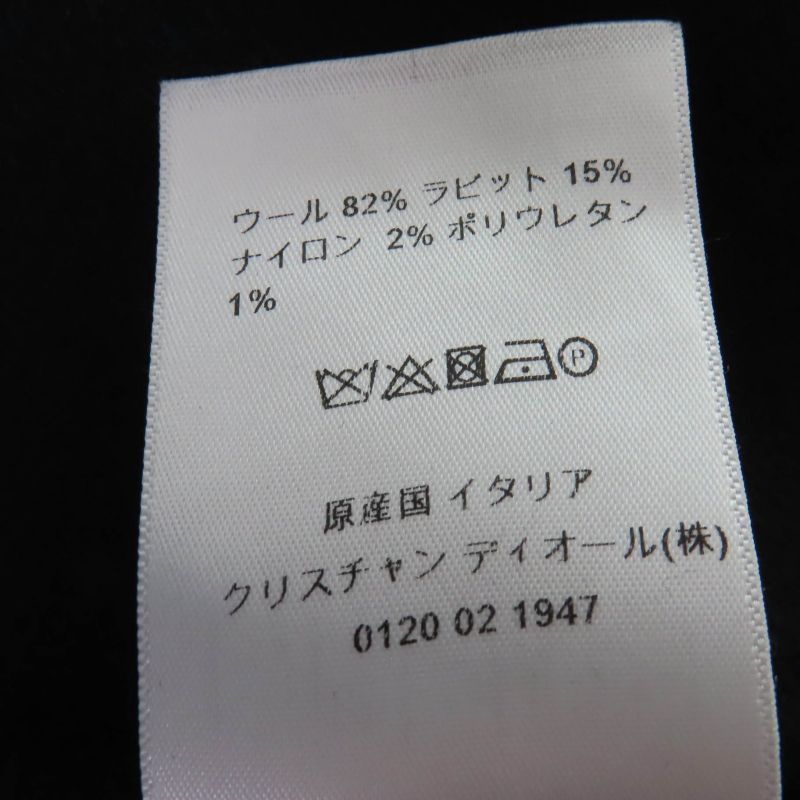 ウール 82% ラビット 15%
ナイロン 2% ポリウレタン
1%
P
原産国 イタリア
クリスチャン ディオール(株)
0120 02 1947